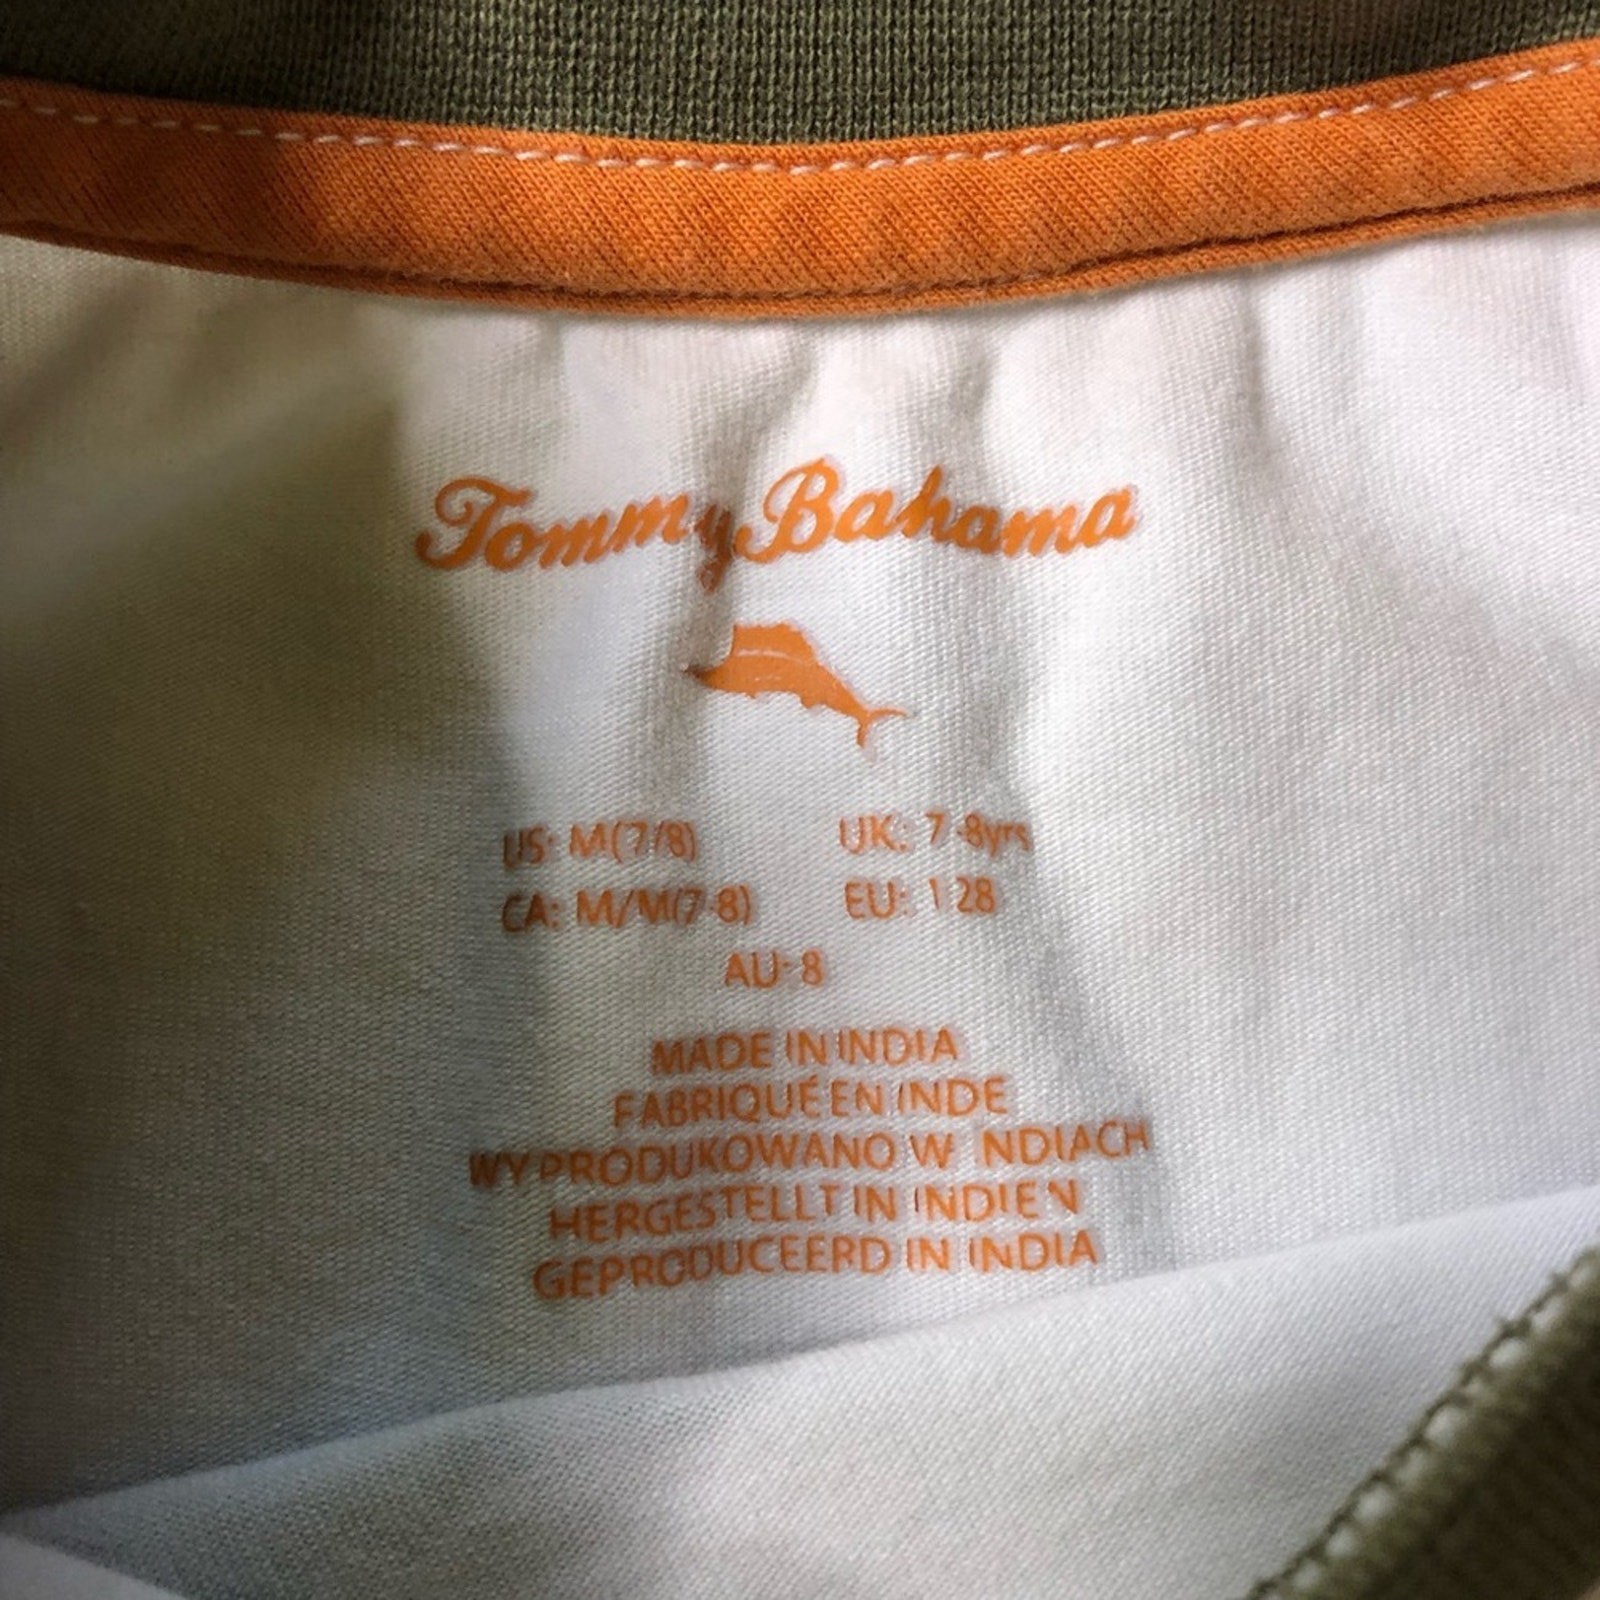 Tommy Bahama
US: M(7/8) UK: 7-8yrs
CA: M/M(7-8) EU: 128
AU: 8
MADE IN INDIA
FABRIQUÉ EN INDE
WYPRODUKOWANO W INDIACH
HERGESTELLT IN INDIEN
GEPRODUCEERD IN INDIA